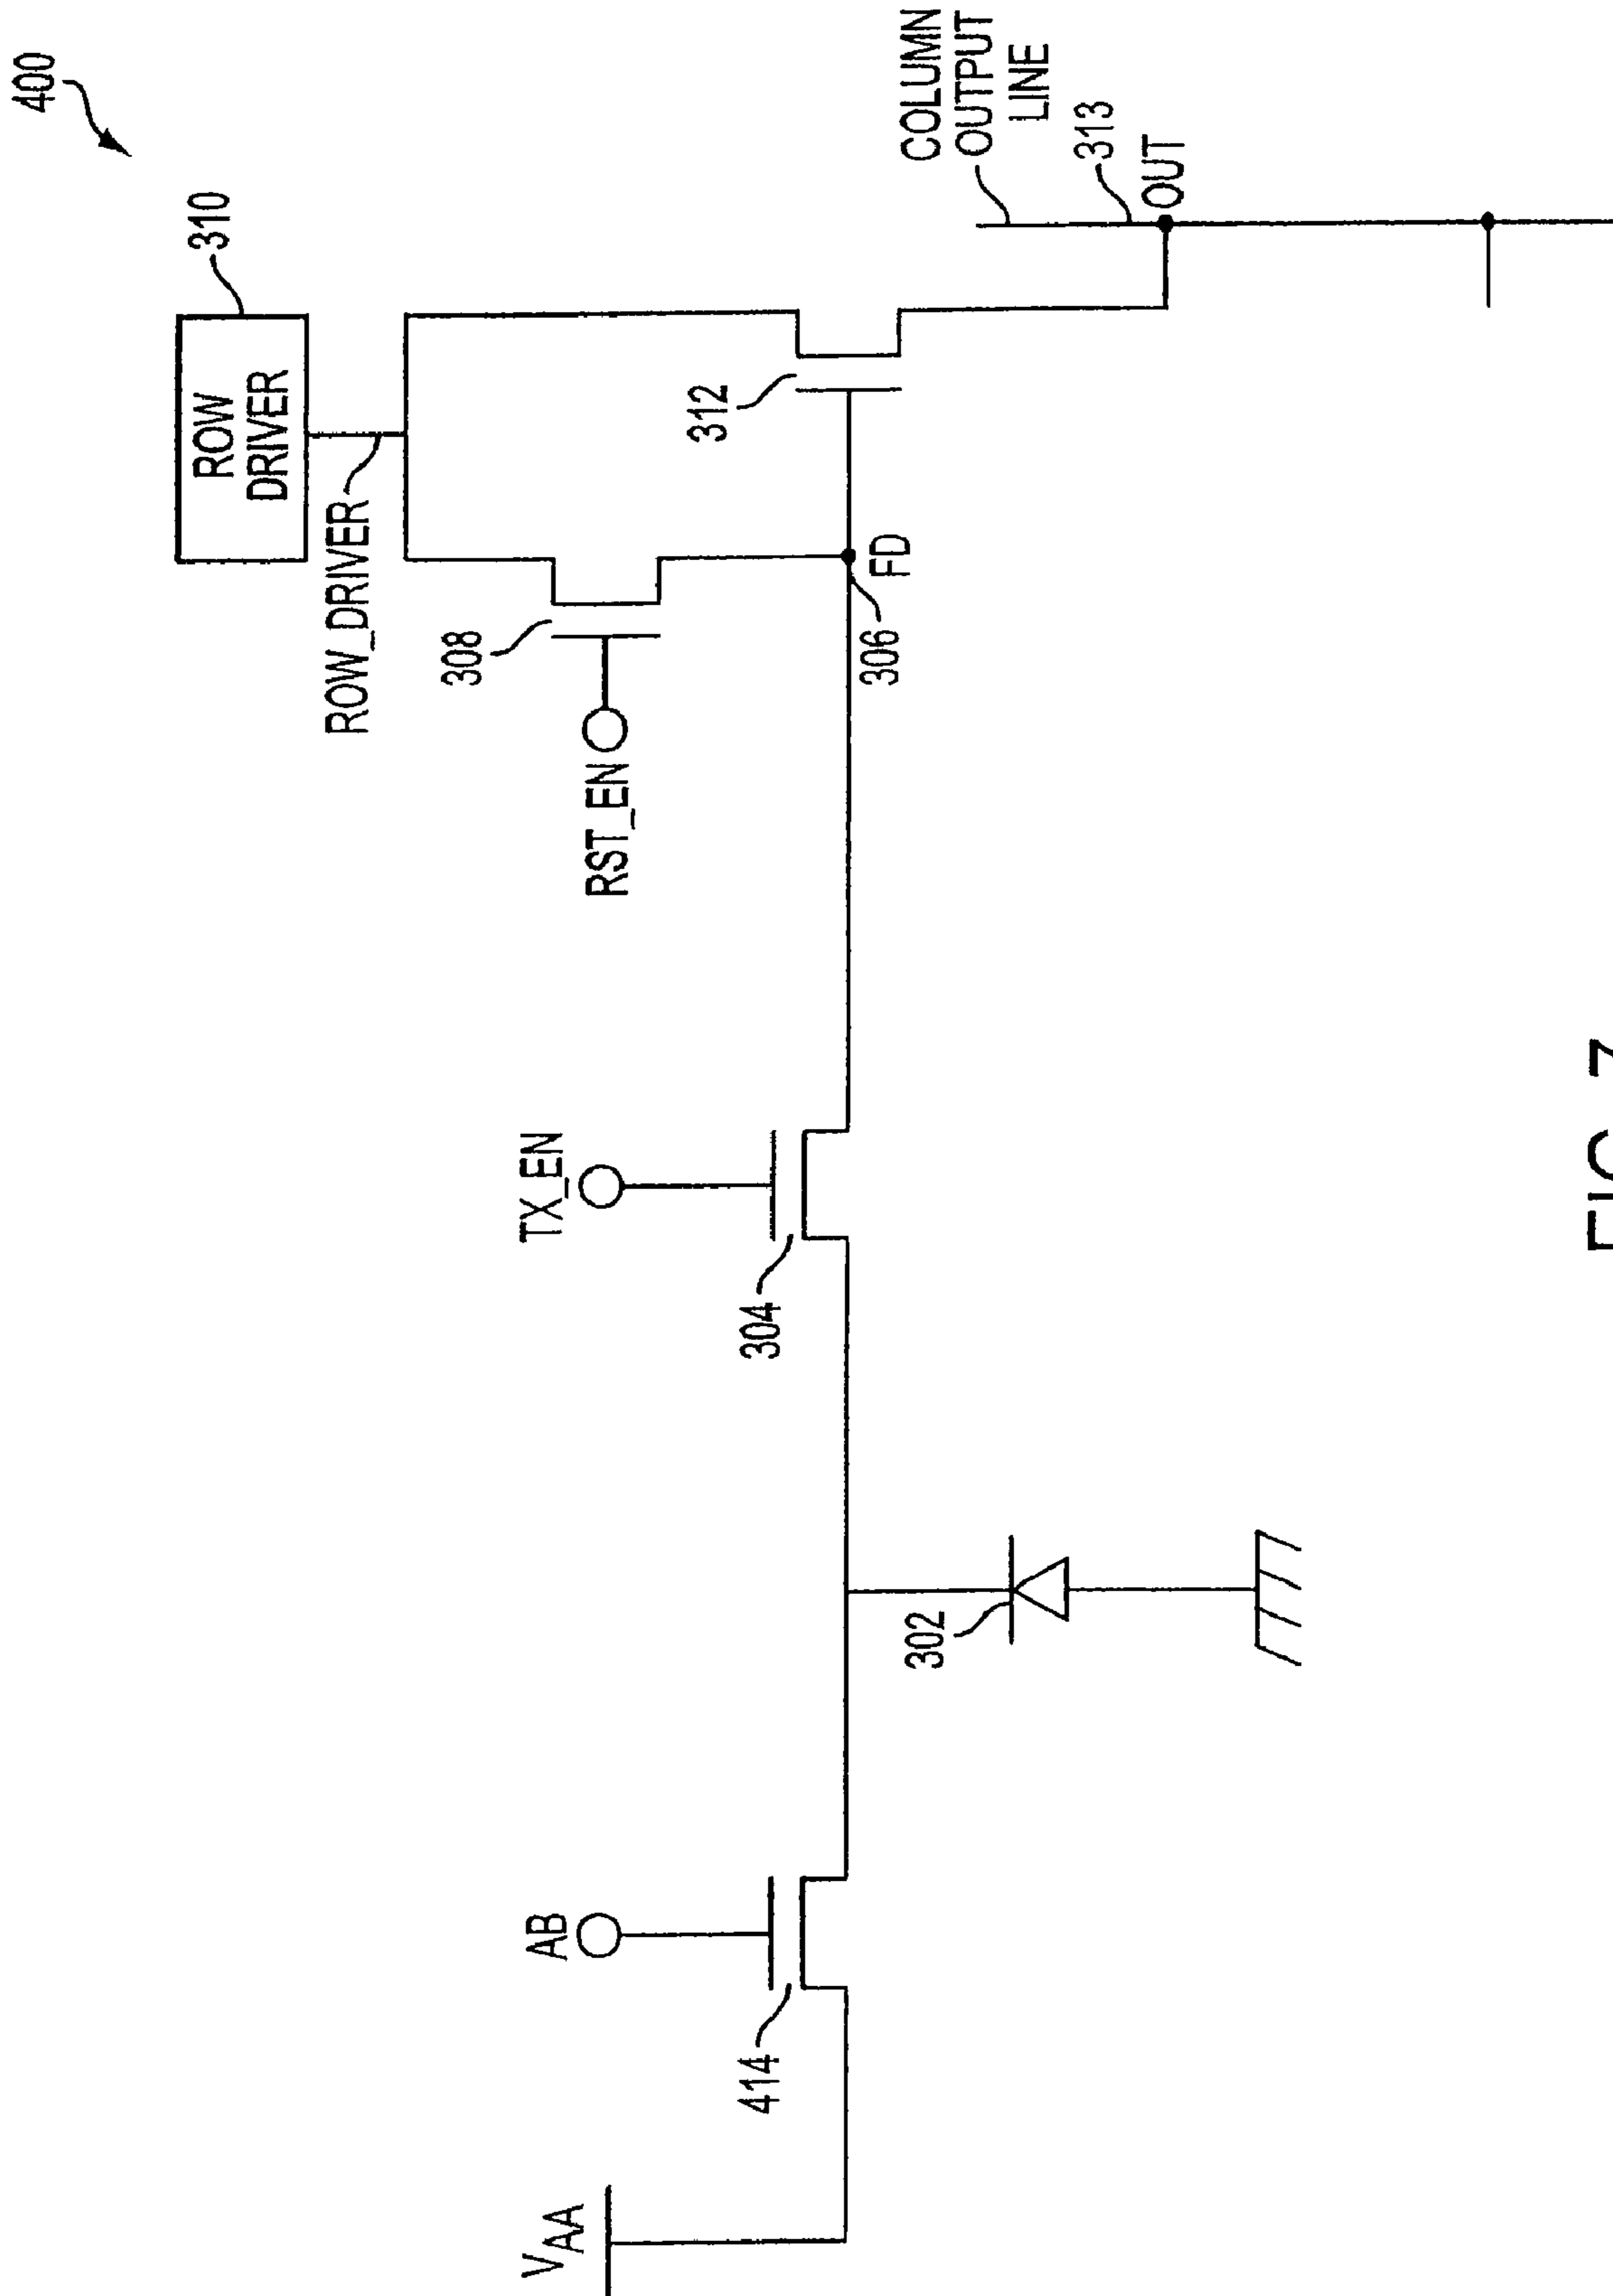 400
ROW
DRIVER
310
ROW_DRIVER
308
RST_EN
312
306
FD
COLUMN
OUTPUT
LINE
313
OUT
TX_EN
304
302
AB
414
VAA